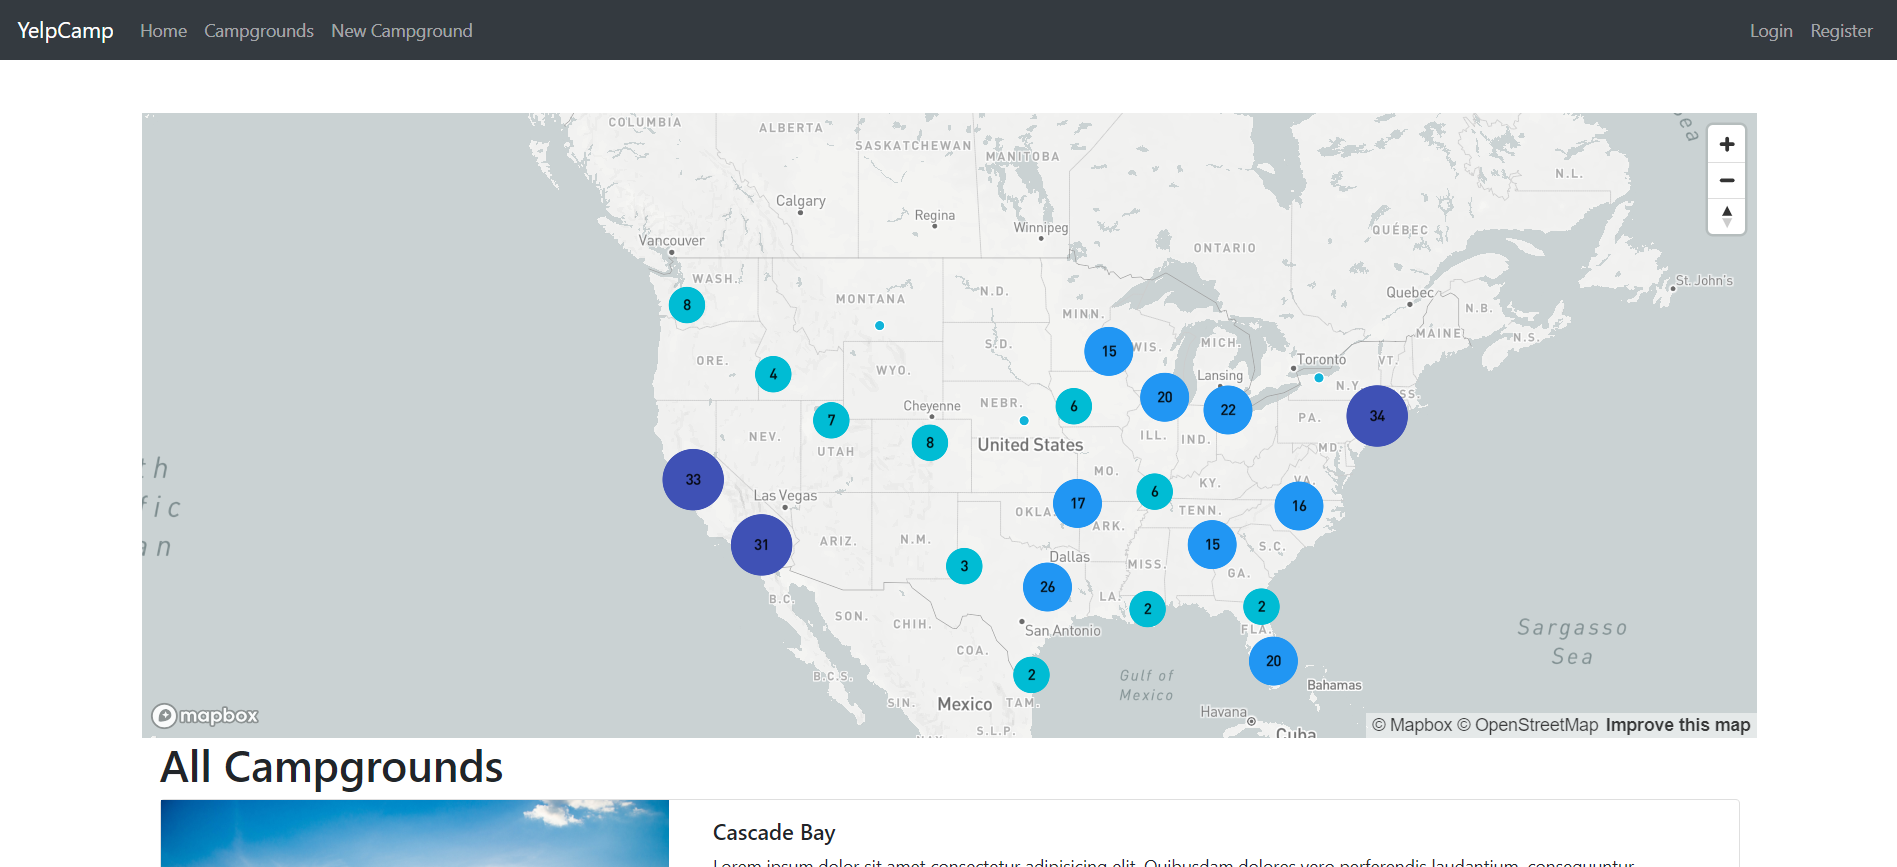 YelpCamp Home Campgrounds New Campground Login Register
COLUMBIA
ALBERTA
SASKATCHEWAN
MANITOBA
N.L.
Calgary
Regina
Winnipeg
Vancouver
ONTARIO
QUÉBEC
WASH.
MONTANA
N.D.
Quebec
St. John's
8
MINN.
N.B.
ORE.
S.D.
15
WIS.
MICH.
Toronto
MAINE
N.S.
4
WYO.
Lansing
VT.
N.Y.
Cheyenne
NEBR.
6
20
22
34
7
NEV.
UTAH
8
United States
ILL.
IND.
PA.
MD.
33
Las Vegas
MO.
6
KY.
VA.
OKLA.
17
ARK.
TENN.
16
31
ARIZ.
N.M.
Dallas
MISS.
15
S.C.
3
26
GA.
B.C.
SON.
CHIH.
LA.
2
2
San Antonio
FLA.
Sargasso
Sea
COA.
20
B.C.S.
2
Gulf of
Mexico
Bahamas
SIN.
Mexico
TAM.
Havana
S.L.P.
Cuba
mapbox
© Mapbox © OpenStreetMap Improve this map
All Campgrounds
Cascade Bay
Lorem ipsum dolor sit amet consectetur adipisicing elit. Quibusdam dolores vero perferendis laudantium, consequuntur